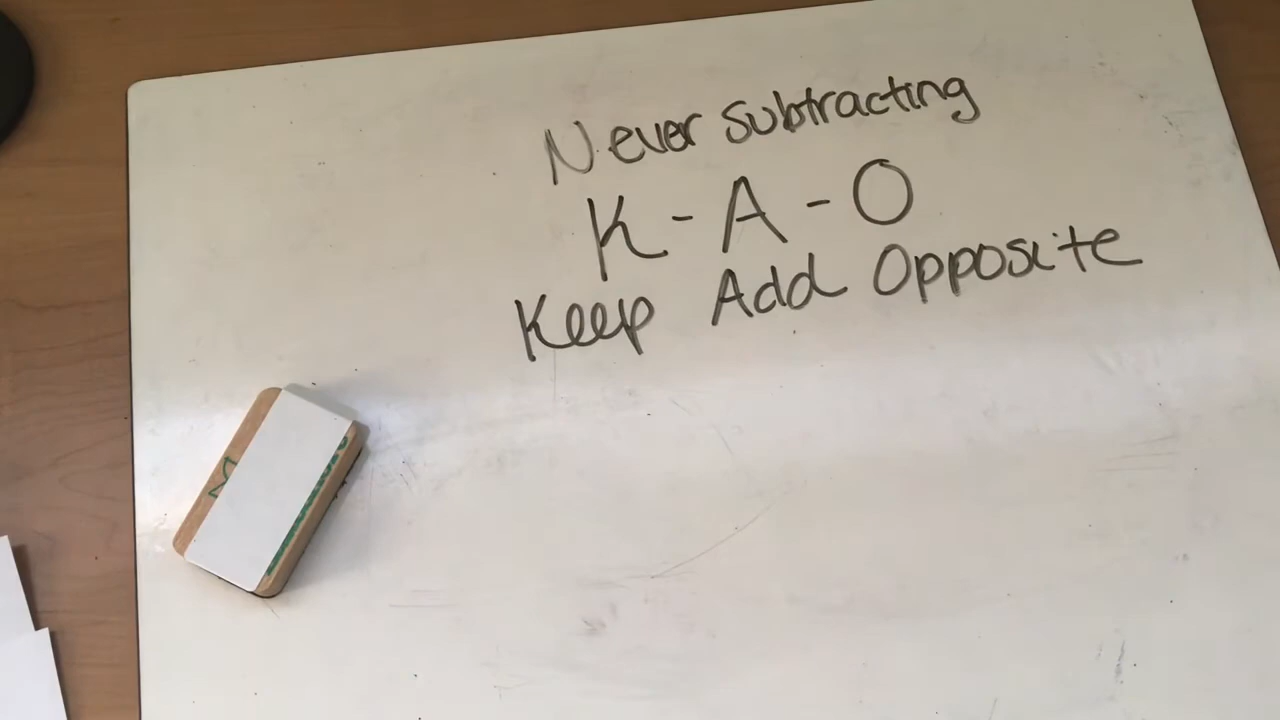 Never subtracting
K - A - O
Keep Add Opposite